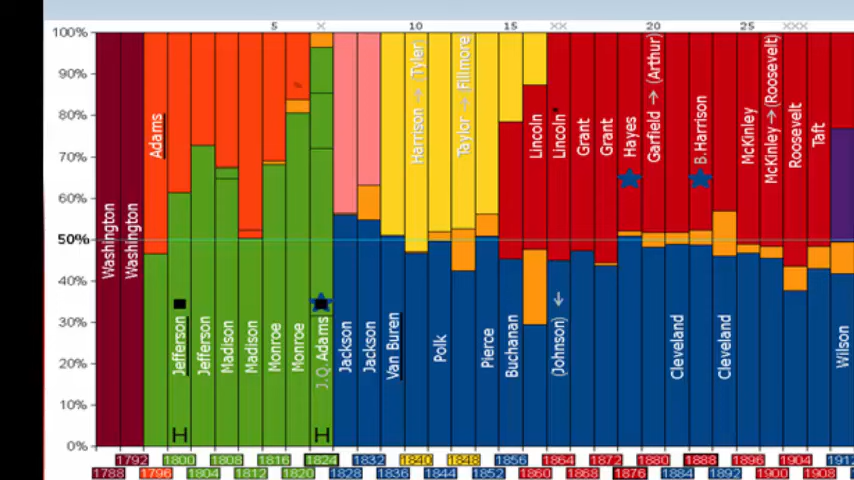 5 X 10 15 XX 20 25 XXX
100%
90%
80%
70%
60%
50%
40%
30%
20%
10%
0%
Washington
Washington
Adams
Jefferson
Jefferson
Madison
Madison
Monroe
Monroe
J.Q. Adams
Jackson
Jackson
Van Buren
Harrison → Tyler
Polk
Taylor → Fillmore
Pierce
Buchanan
Lincoln
Lincoln
(Johnson) ←
Grant
Grant
Hayes
Garfield → (Arthur)
Cleveland
B.Harrison
Cleveland
McKinley
McKinley → (Roosevelt)
Roosevelt
Taft
Wilson
H H
1792 1800 1808 1816 1824 1832 1840 1848 1856 1864 1872 1880 1888 1896 1904 1912
1788 1796 1804 1812 1820 1828 1836 1844 1852 1860 1868 1876 1884 1892 1900 1908